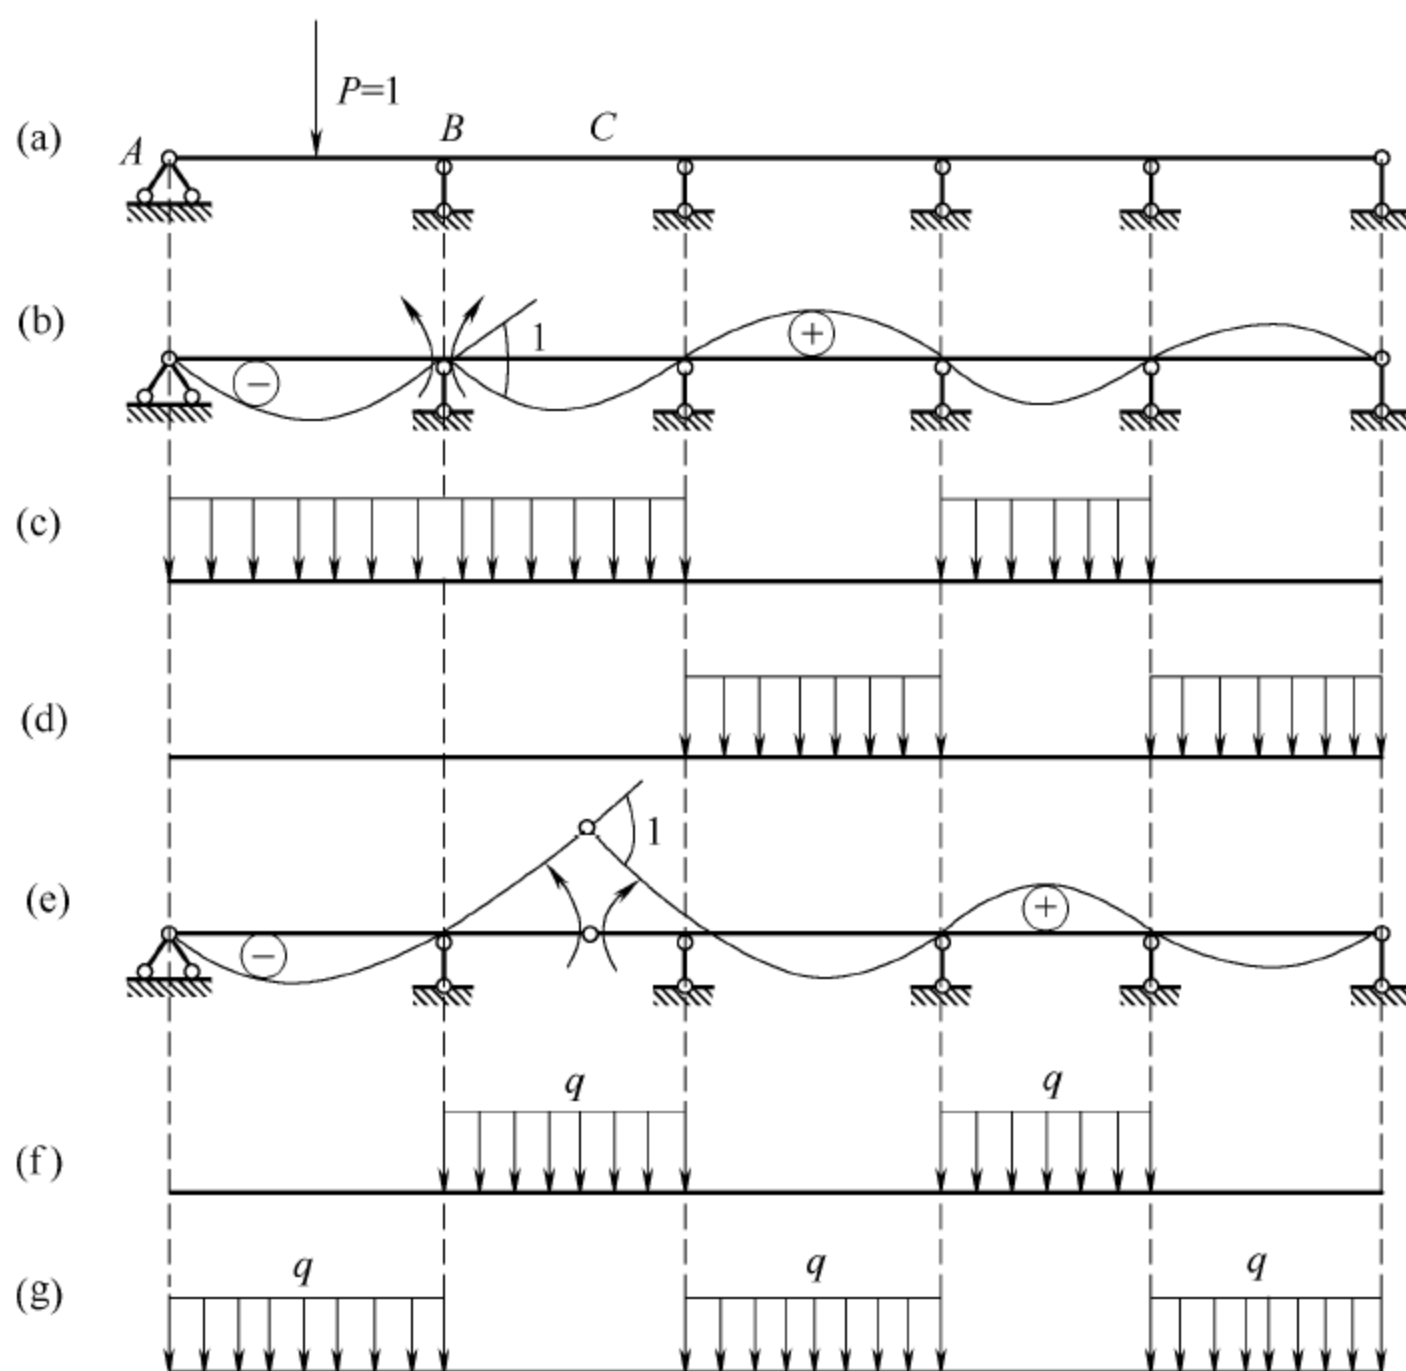 P=1
(a) A B C
(b) − 1 +
(c)
(d)
1
(e) − +
q q
(f)
q q q
(g)